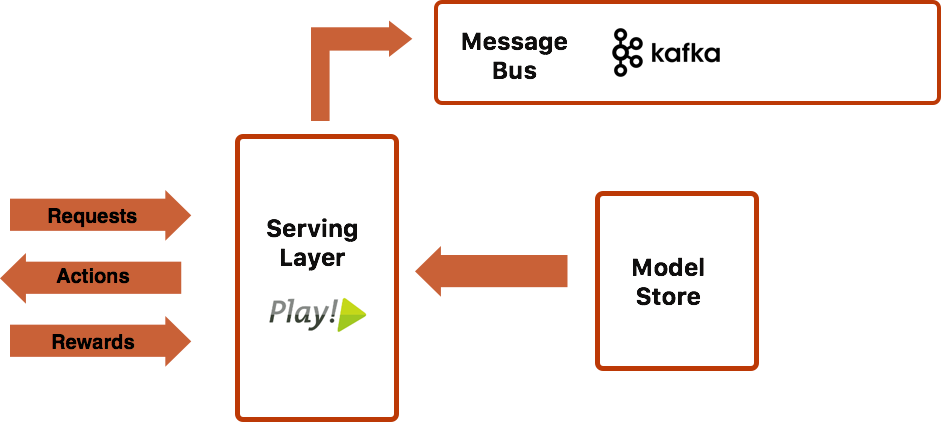 Message
Bus
kafka
Requests
Serving
Layer
Actions
Model
Store
Play!
Rewards